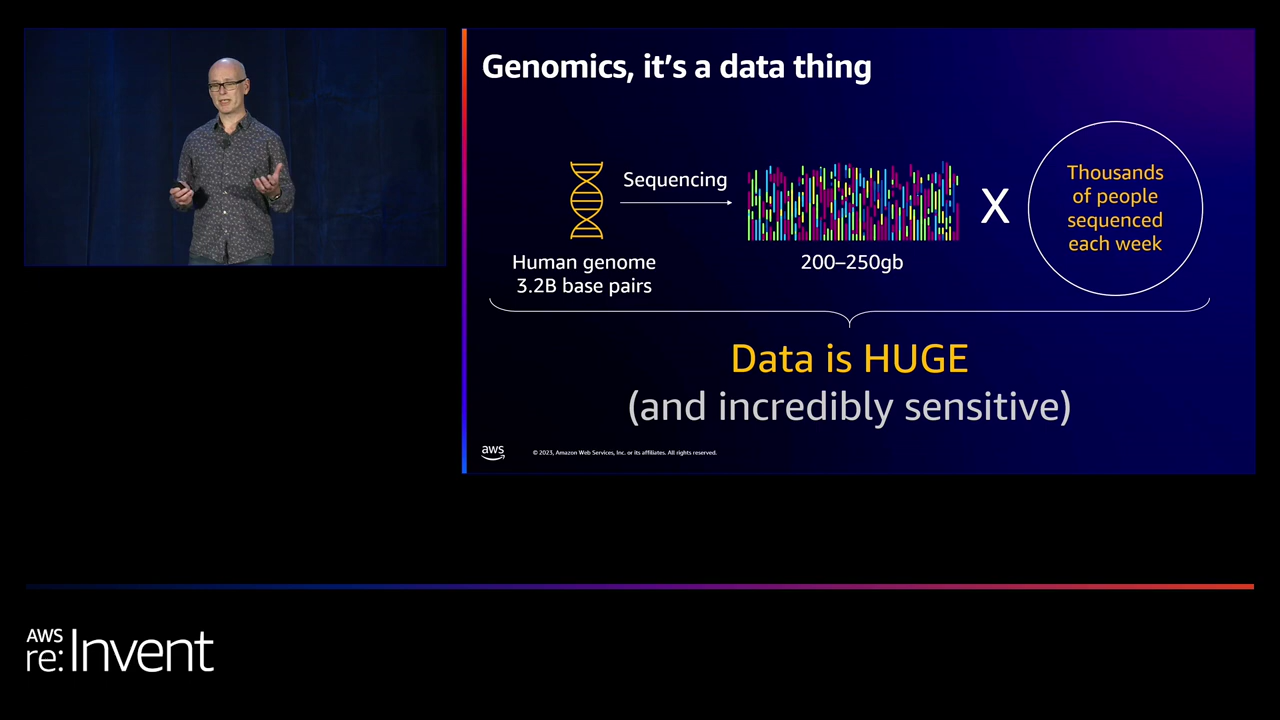 Genomics, it's a data thing
Sequencing
Human genome
3.2B base pairs
200–250gb
X
Thousands
of people
sequenced
each week
Data is HUGE
(and incredibly sensitive)
aws
© 2023, Amazon Web Services, Inc. or its affiliates. All rights reserved.
AWS
re:Invent